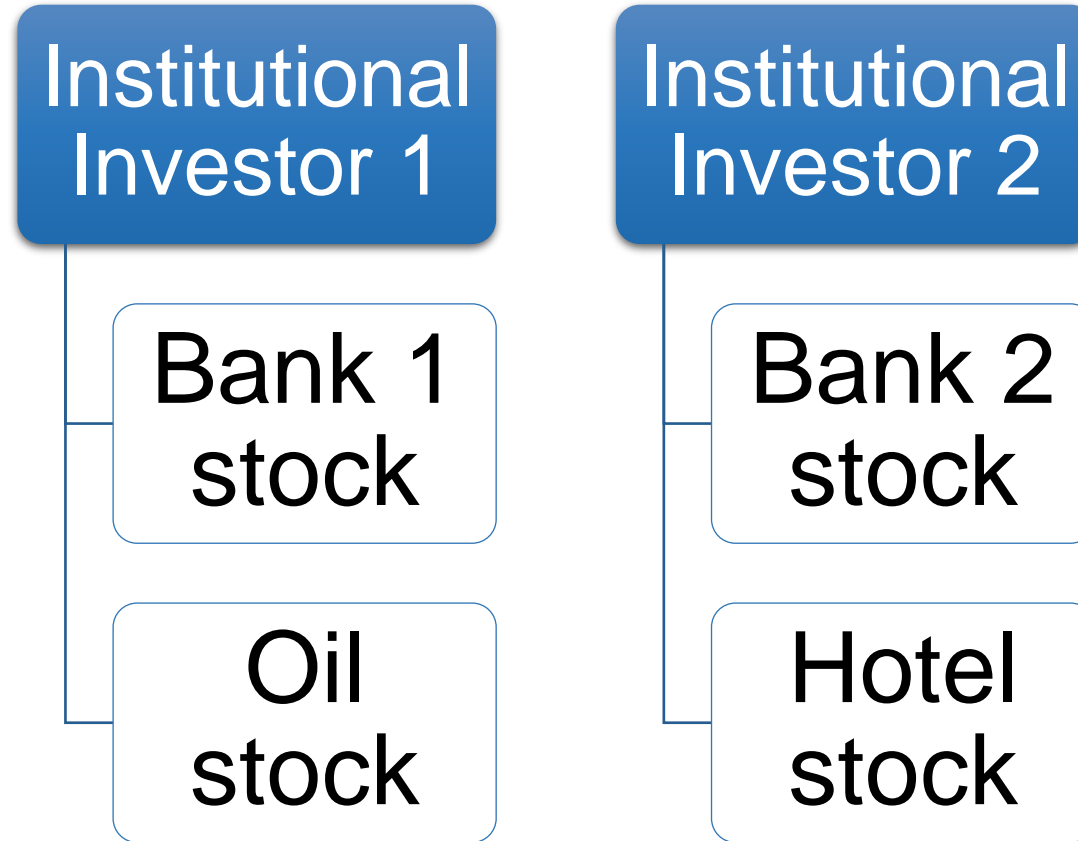 Institutional
Investor 1
Bank 1
stock
Oil
stock
Institutional
Investor 2
Bank 2
stock
Hotel
stock